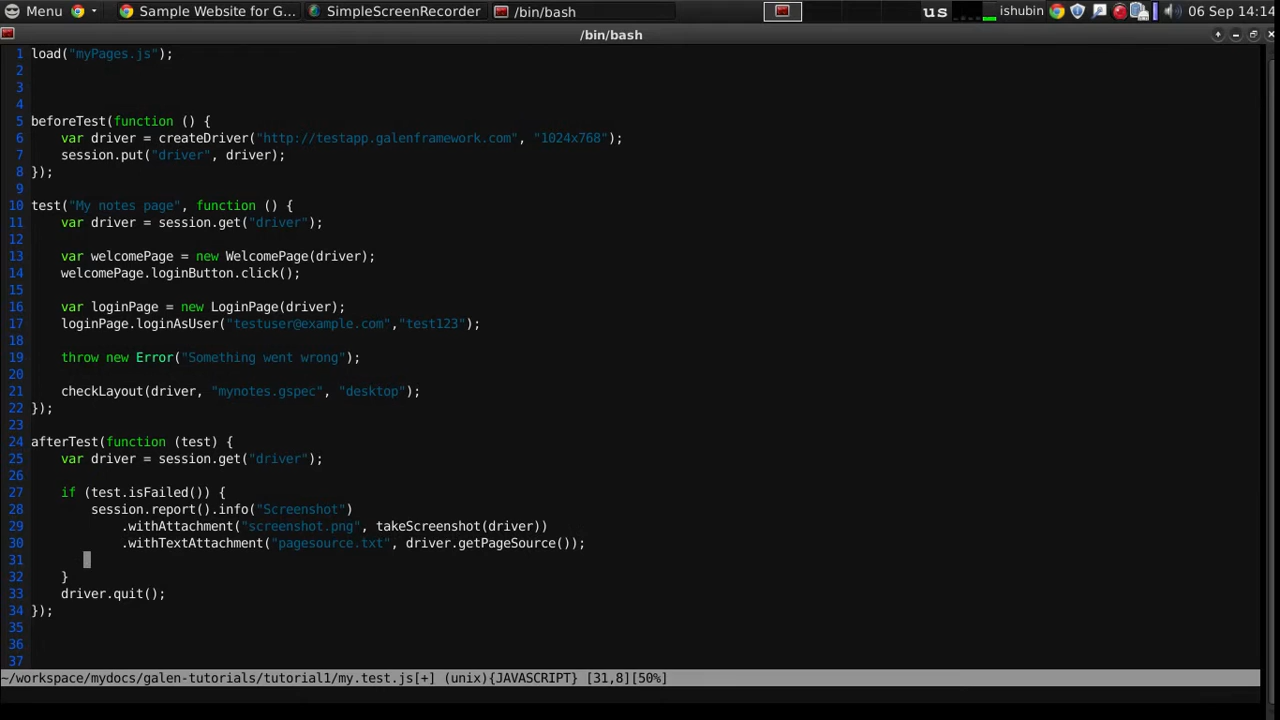 Menu Sample Website for G... SimpleScreenRecorder /bin/bash us ishubin 06 Sep 14:14
/bin/bash
1 load("myPages.js");
2
3
4
5 beforeTest(function () {
6 var driver = createDriver("http://testapp.galenframework.com", "1024x768");
7 session.put("driver", driver);
8 });
9
10 test("My notes page", function () {
11 var driver = session.get("driver");
12
13 var welcomePage = new WelcomePage(driver);
14 welcomePage.loginButton.click();
15
16 var loginPage = new LoginPage(driver);
17 loginPage.loginAsUser("testuser@example.com","test123");
18
19 throw new Error("Something went wrong");
20
21 checkLayout(driver, "mynotes.gspec", "desktop");
22 });
23
24 afterTest(function (test) {
25 var driver = session.get("driver");
26
27 if (test.isFailed()) {
28 session.report().info("Screenshot")
29 .withAttachment("screenshot.png", takeScreenshot(driver))
30 .withTextAttachment("pagesource.txt", driver.getPageSource());
31
32 }
33 driver.quit();
34 });
35
36
37
~/workspace/mydocs/galen-tutorials/tutorial1/my.test.js[+] (unix){JAVASCRIPT} [31,8][50%]